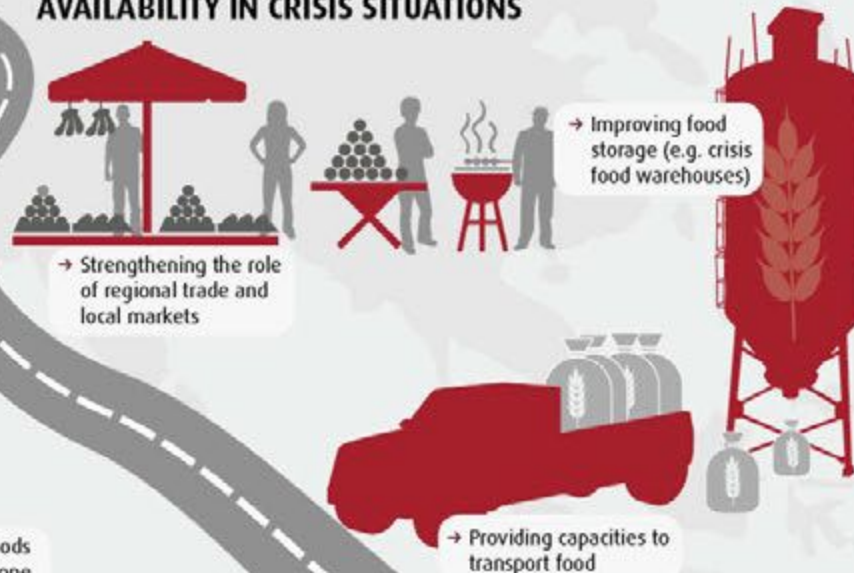 AVAILABILITY IN CRISIS SITUATIONS
→ Improving food
storage (e.g. crisis
food warehouses)
→ Strengthening the role
of regional trade and
local markets
→ Providing capacities to
transport food